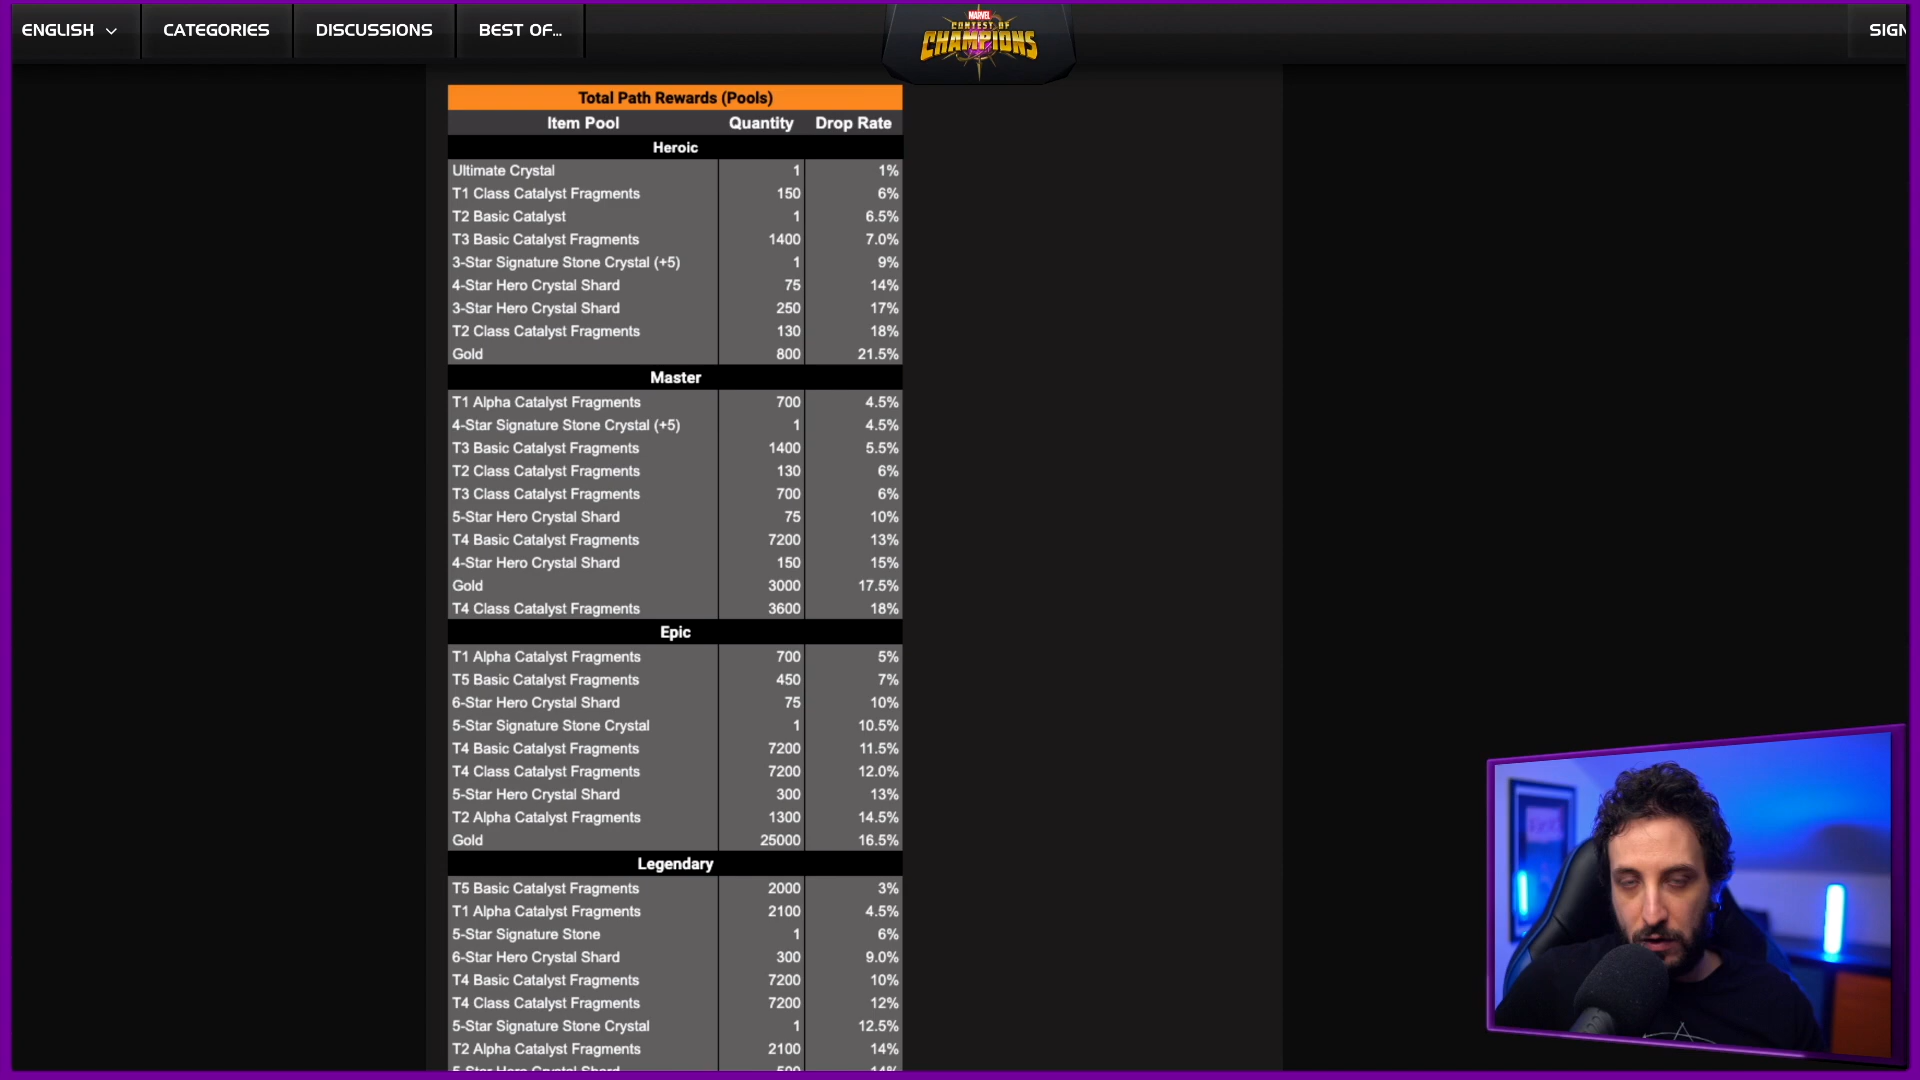 ENGLISH CATEGORIES DISCUSSIONS BEST OF... MARVEL CONTEST OF CHAMPIONS SIGN
Total Path Rewards (Pools)
Item Pool Quantity Drop Rate
Heroic
Ultimate Crystal 1 1%
T1 Class Catalyst Fragments 150 6%
T2 Basic Catalyst 1 6.5%
T3 Basic Catalyst Fragments 1400 7.0%
3-Star Signature Stone Crystal (+5) 1 9%
4-Star Hero Crystal Shard 75 14%
3-Star Hero Crystal Shard 250 17%
T2 Class Catalyst Fragments 130 18%
Gold 800 21.5%
Master
T1 Alpha Catalyst Fragments 700 4.5%
4-Star Signature Stone Crystal (+5) 1 4.5%
T3 Basic Catalyst Fragments 1400 5.5%
T2 Class Catalyst Fragments 130 6%
T3 Class Catalyst Fragments 700 6%
5-Star Hero Crystal Shard 75 10%
T4 Basic Catalyst Fragments 7200 13%
4-Star Hero Crystal Shard 150 15%
Gold 3000 17.5%
T4 Class Catalyst Fragments 3600 18%
Epic
T1 Alpha Catalyst Fragments 700 5%
T5 Basic Catalyst Fragments 450 7%
6-Star Hero Crystal Shard 75 10%
5-Star Signature Stone Crystal 1 10.5%
T4 Basic Catalyst Fragments 7200 11.5%
T4 Class Catalyst Fragments 7200 12.0%
5-Star Hero Crystal Shard 300 13%
T2 Alpha Catalyst Fragments 1300 14.5%
Gold 25000 16.5%
Legendary
T5 Basic Catalyst Fragments 2000 3%
T1 Alpha Catalyst Fragments 2100 4.5%
5-Star Signature Stone 1 6%
6-Star Hero Crystal Shard 300 9.0%
T4 Basic Catalyst Fragments 7200 10%
T4 Class Catalyst Fragments 7200 12%
5-Star Signature Stone Crystal 1 12.5%
T2 Alpha Catalyst Fragments 2100 14%
5-Star Hero Crystal Shard 500 14%